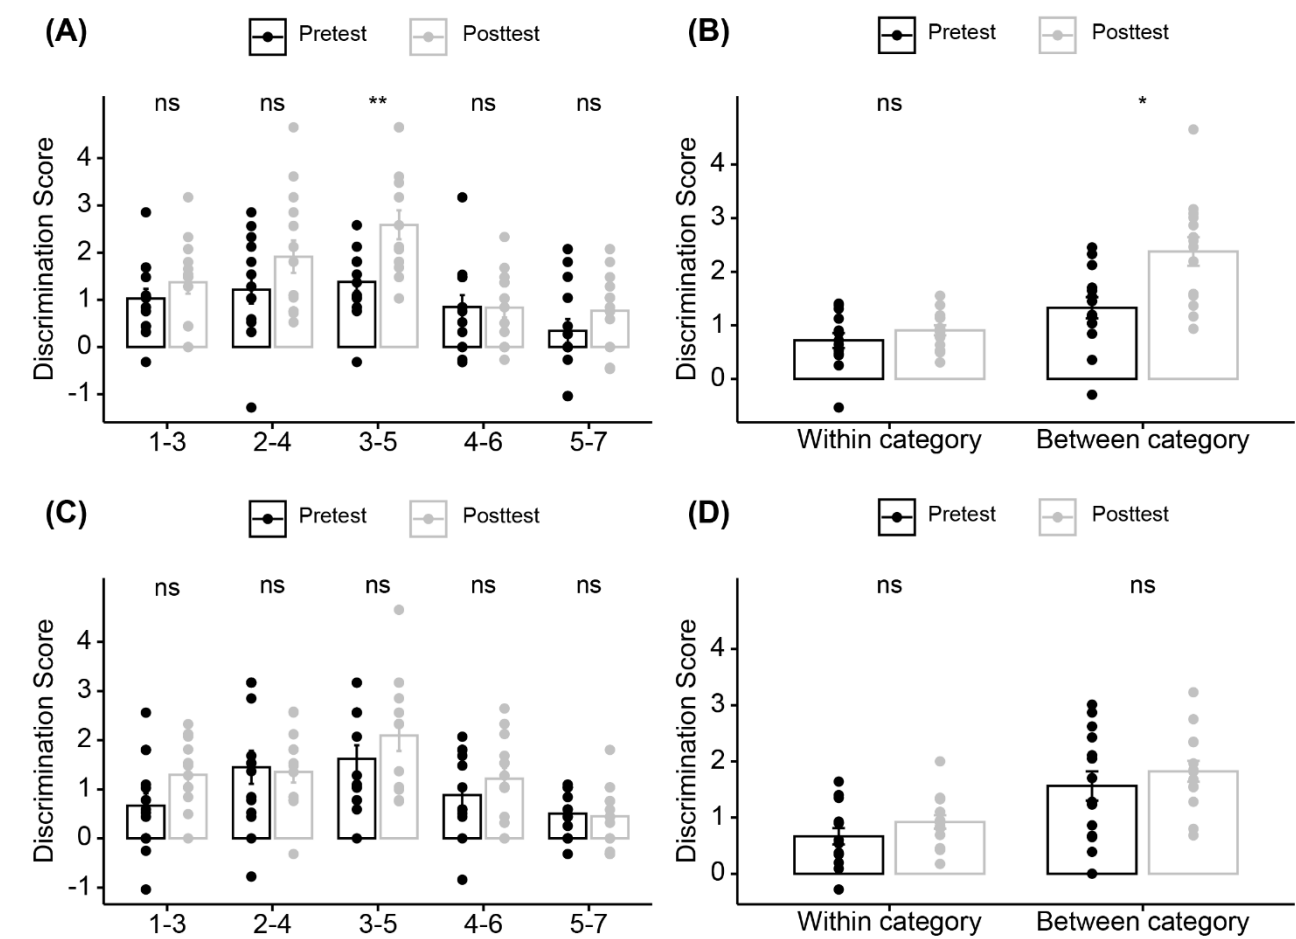 (A)
Pretest
Posttest
ns
ns
**
ns
ns
Discrimination Score
4
3
2
1
0
-1
1-3
2-4
3-5
4-6
5-7
(B)
Pretest
Posttest
ns
*
Discrimination Score
4
3
2
1
0
Within category
Between category
(C)
Pretest
Posttest
ns
ns
ns
ns
ns
Discrimination Score
4
3
2
1
0
-1
1-3
2-4
3-5
4-6
5-7
(D)
Pretest
Posttest
ns
ns
Discrimination Score
4
3
2
1
0
Within category
Between category